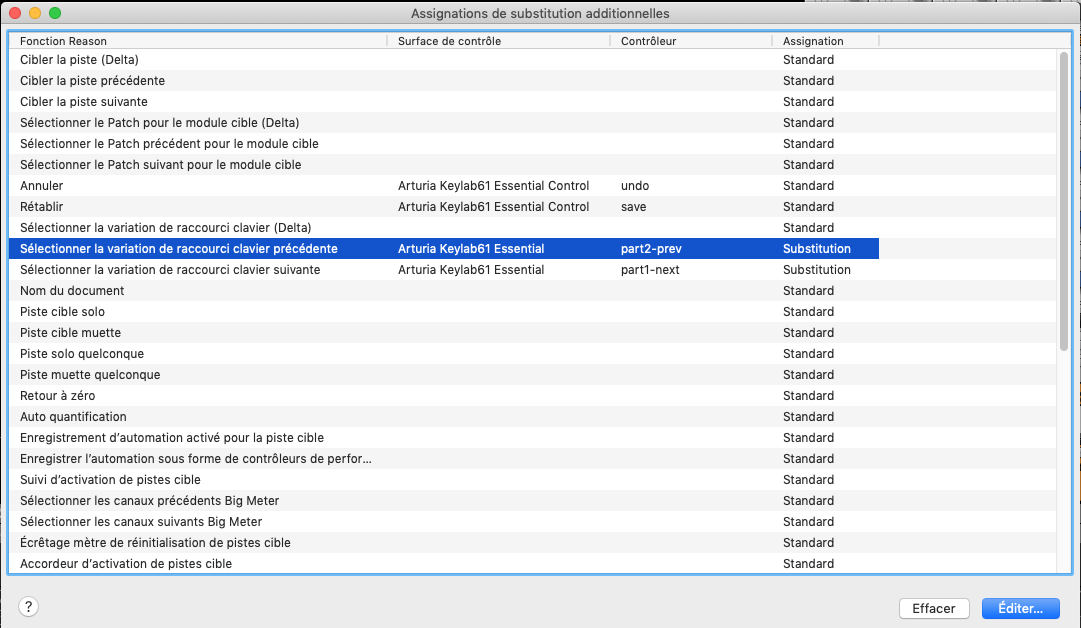 Assignations de substitution additionnelles
Fonction Reason Surface de contrôle Contrôleur Assignation
Cibler la piste (Delta) Standard
Cibler la piste précédente Standard
Cibler la piste suivante Standard
Sélectionner le Patch pour le module cible (Delta) Standard
Sélectionner le Patch précédent pour le module cible Standard
Sélectionner le Patch suivant pour le module cible Standard
Annuler Arturia Keylab61 Essential Control undo Standard
Rétablir Arturia Keylab61 Essential Control save Standard
Sélectionner la variation de raccourci clavier (Delta) Standard
Sélectionner la variation de raccourci clavier précédente Arturia Keylab61 Essential part2-prev Substitution
Sélectionner la variation de raccourci clavier suivante Arturia Keylab61 Essential part1-next Substitution
Nom du document Standard
Piste cible solo Standard
Piste cible muette Standard
Piste solo quelconque Standard
Piste muette quelconque Standard
Retour à zéro Standard
Auto quantification Standard
Enregistrement d’automation activé pour la piste cible Standard
Enregistrer l’automation sous forme de contrôleurs de perfor... Standard
Suivi d’activation de pistes cible Standard
Sélectionner les canaux précédents Big Meter Standard
Sélectionner les canaux suivants Big Meter Standard
Écrêtage mètre de réinitialisation de pistes cible Standard
Accordeur d’activation de pistes cible Standard
? Effacer Éditer...